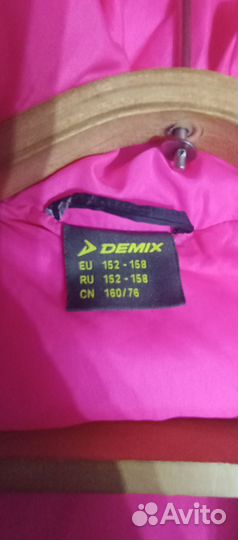 DEMIX
EU 152 - 158
RU 152 - 158
CN 160/76
Avito